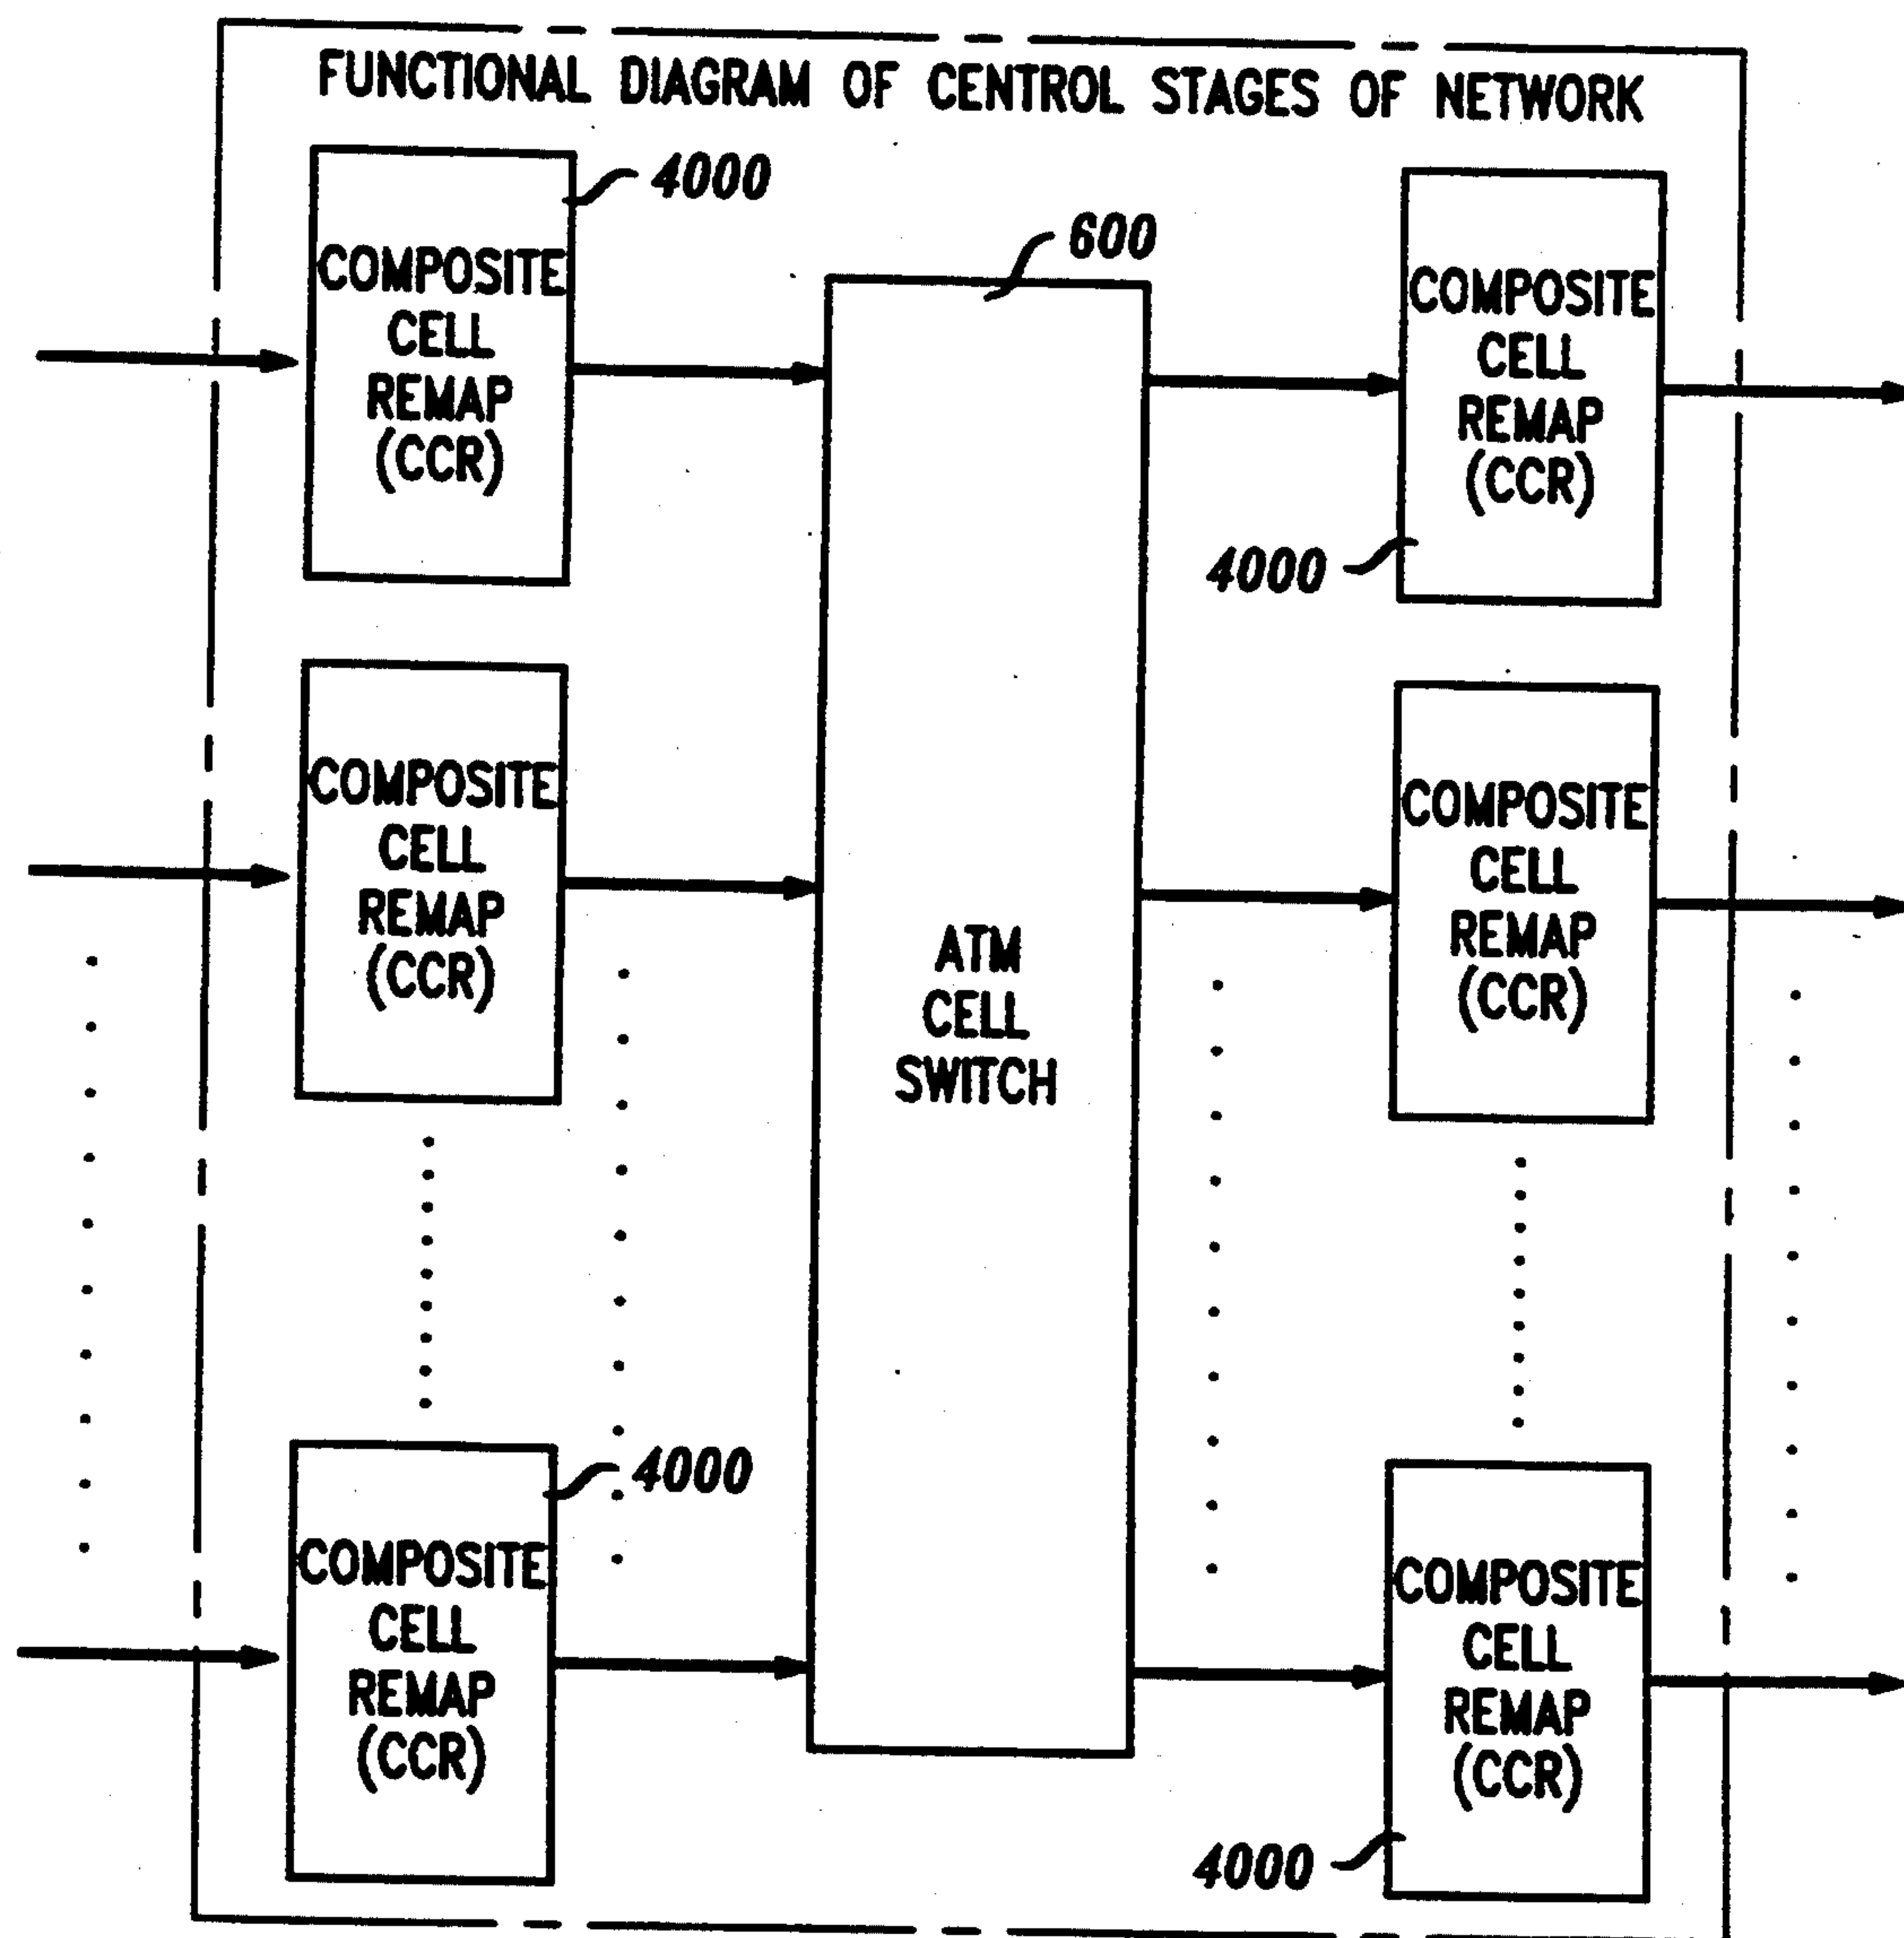 FUNCTIONAL DIAGRAM OF CENTROL STAGES OF NETWORK
4000
COMPOSITE
CELL
REMAP
(CCR)
600
COMPOSITE
CELL
REMAP
(CCR)
4000
COMPOSITE
CELL
REMAP
(CCR)
ATM
CELL
SWITCH
COMPOSITE
CELL
REMAP
(CCR)
4000
COMPOSITE
CELL
REMAP
(CCR)
COMPOSITE
CELL
REMAP
(CCR)
4000